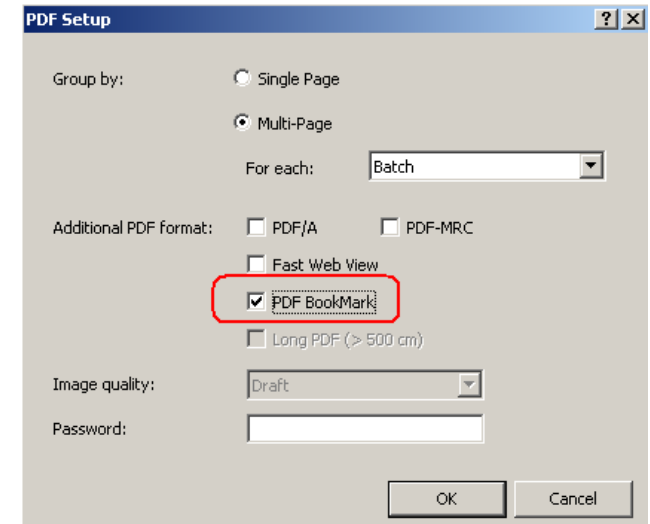 PDF Setup
Group by: Single Page
Multi-Page
For each: Batch
Additional PDF format: PDF/A PDF-MRC
Fast Web View
PDF BookMark
Long PDF (> 500 cm)
Image quality: Draft
Password:
OK Cancel